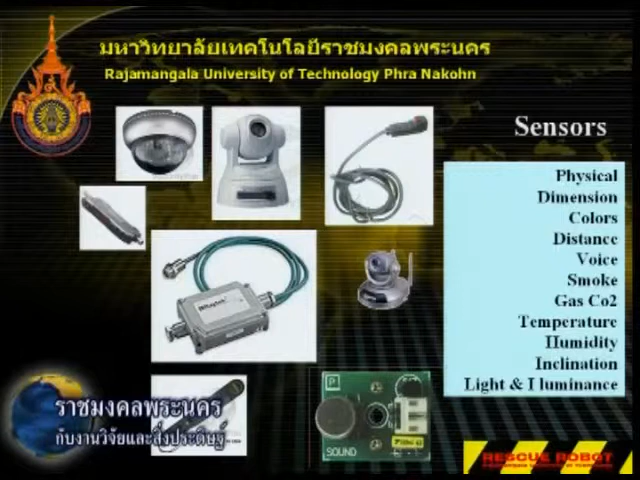 มหาวิทยาลัยเทคโนโลยีราชมงคลพระนคร
Rajamangala University of Technology Phra Nakohn
Sensors
Physical
Dimension
Colors
Distance
Voice
Smoke
Gas Co2
Temperature
Humidity
Inclination
Light & I luminance
P
SOUND
ราชมงคลพระนคร
กับงานวิจัยและสิ่งประดิษฐ์
RESCUE ROBOT